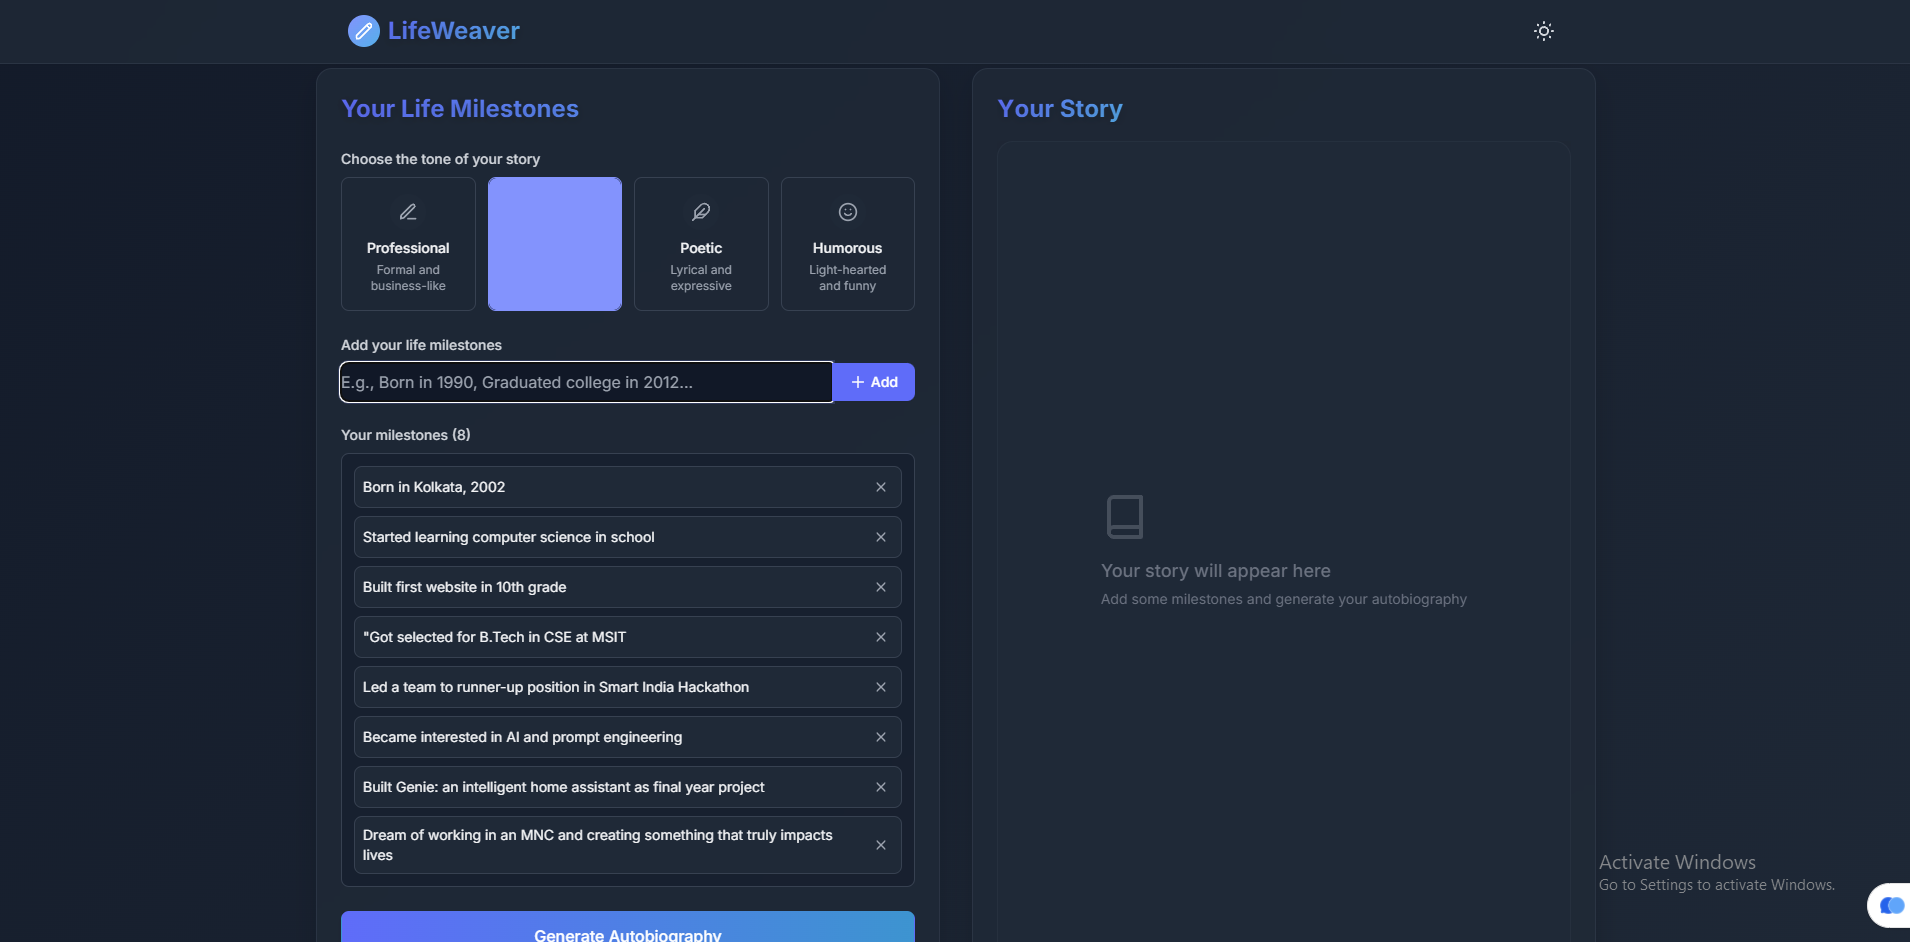 LifeWeaver
Your Life Milestones
Choose the tone of your story
Professional
Formal and
business-like
Poetic
Lyrical and
expressive
Humorous
Light-hearted
and funny
Add your life milestones
E.g., Born in 1990, Graduated college in 2012...
+ Add
Your milestones (8)
Born in Kolkata, 2002
Started learning computer science in school
Built first website in 10th grade
"Got selected for B.Tech in CSE at MSIT
Led a team to runner-up position in Smart India Hackathon
Became interested in AI and prompt engineering
Built Genie: an intelligent home assistant as final year project
Dream of working in an MNC and creating something that truly impacts
lives
Generate Autobiography
Your Story
Your story will appear here
Add some milestones and generate your autobiography
Activate Windows
Go to Settings to activate Windows.